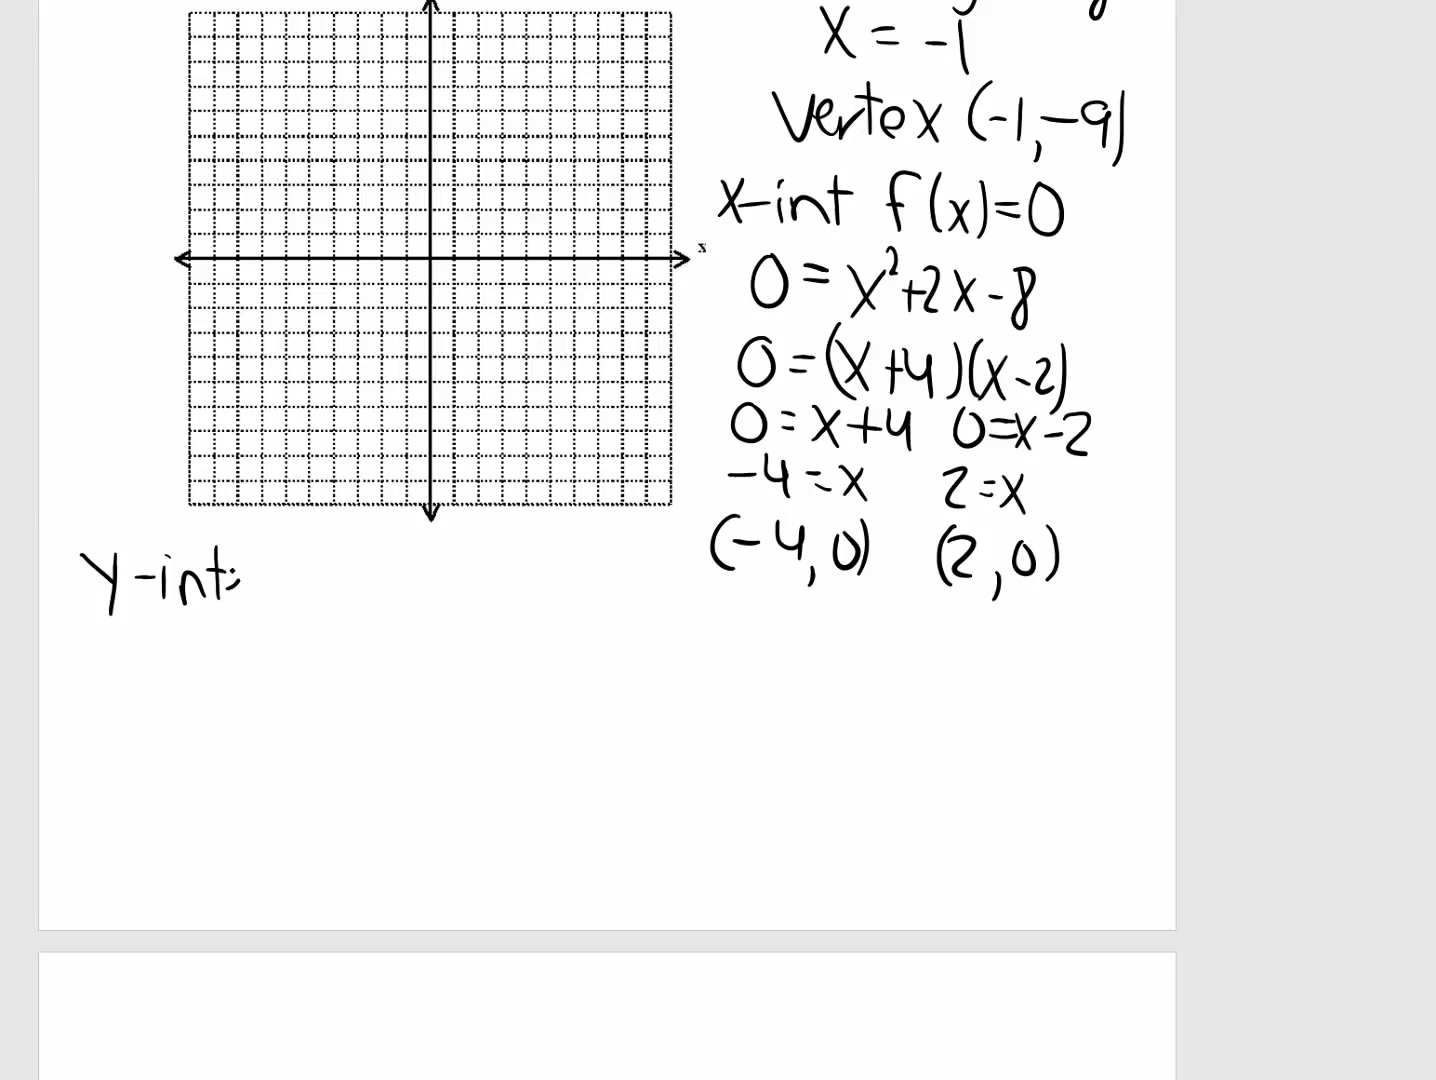 x = -1
vertex (-1, -9)
x
x-int f(x)=0
0 = x²+2x-8
0 = (x+4)(x-2)
0 = x+4 0=x-2
-4 = x 2=x
(-4,0) (2,0)
y-int: